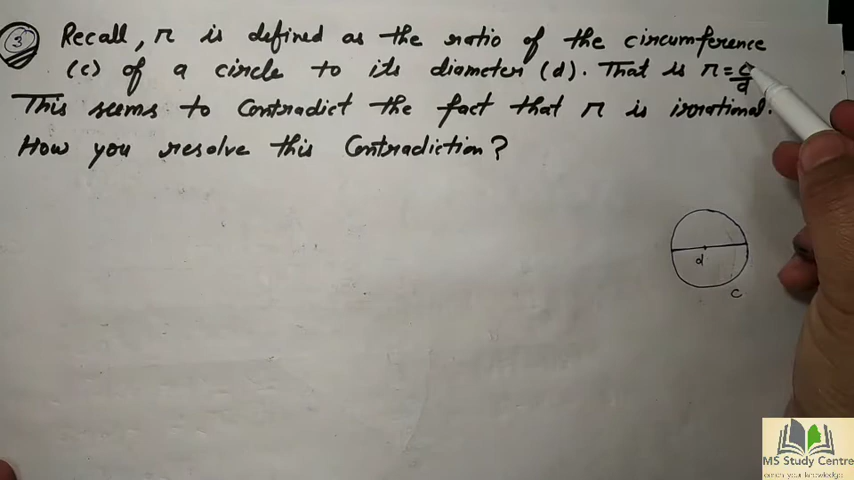 3 Recall, π is defined as the ratio of the circumference
(c) of a circle to its diameter (d). That is π = c/d
This seems to contradict the fact that π is irrational.
How you resolve this Contradiction?
d
c
MS Study Centre